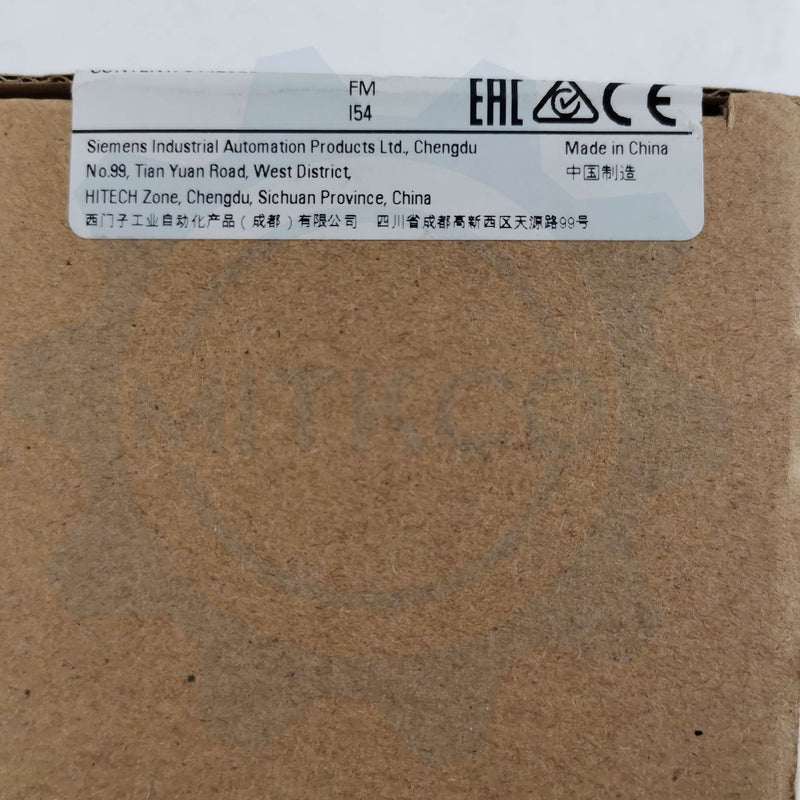 FM
I54
EAC CE
Siemens Industrial Automation Products Ltd., Chengdu
Made in China
No.99, Tian Yuan Road, West District,
中国制造
HITECH Zone, Chengdu, Sichuan Province, China
西门子工业自动化产品(成都)有限公司 四川省成都高新西区天源路99号
MITKCO